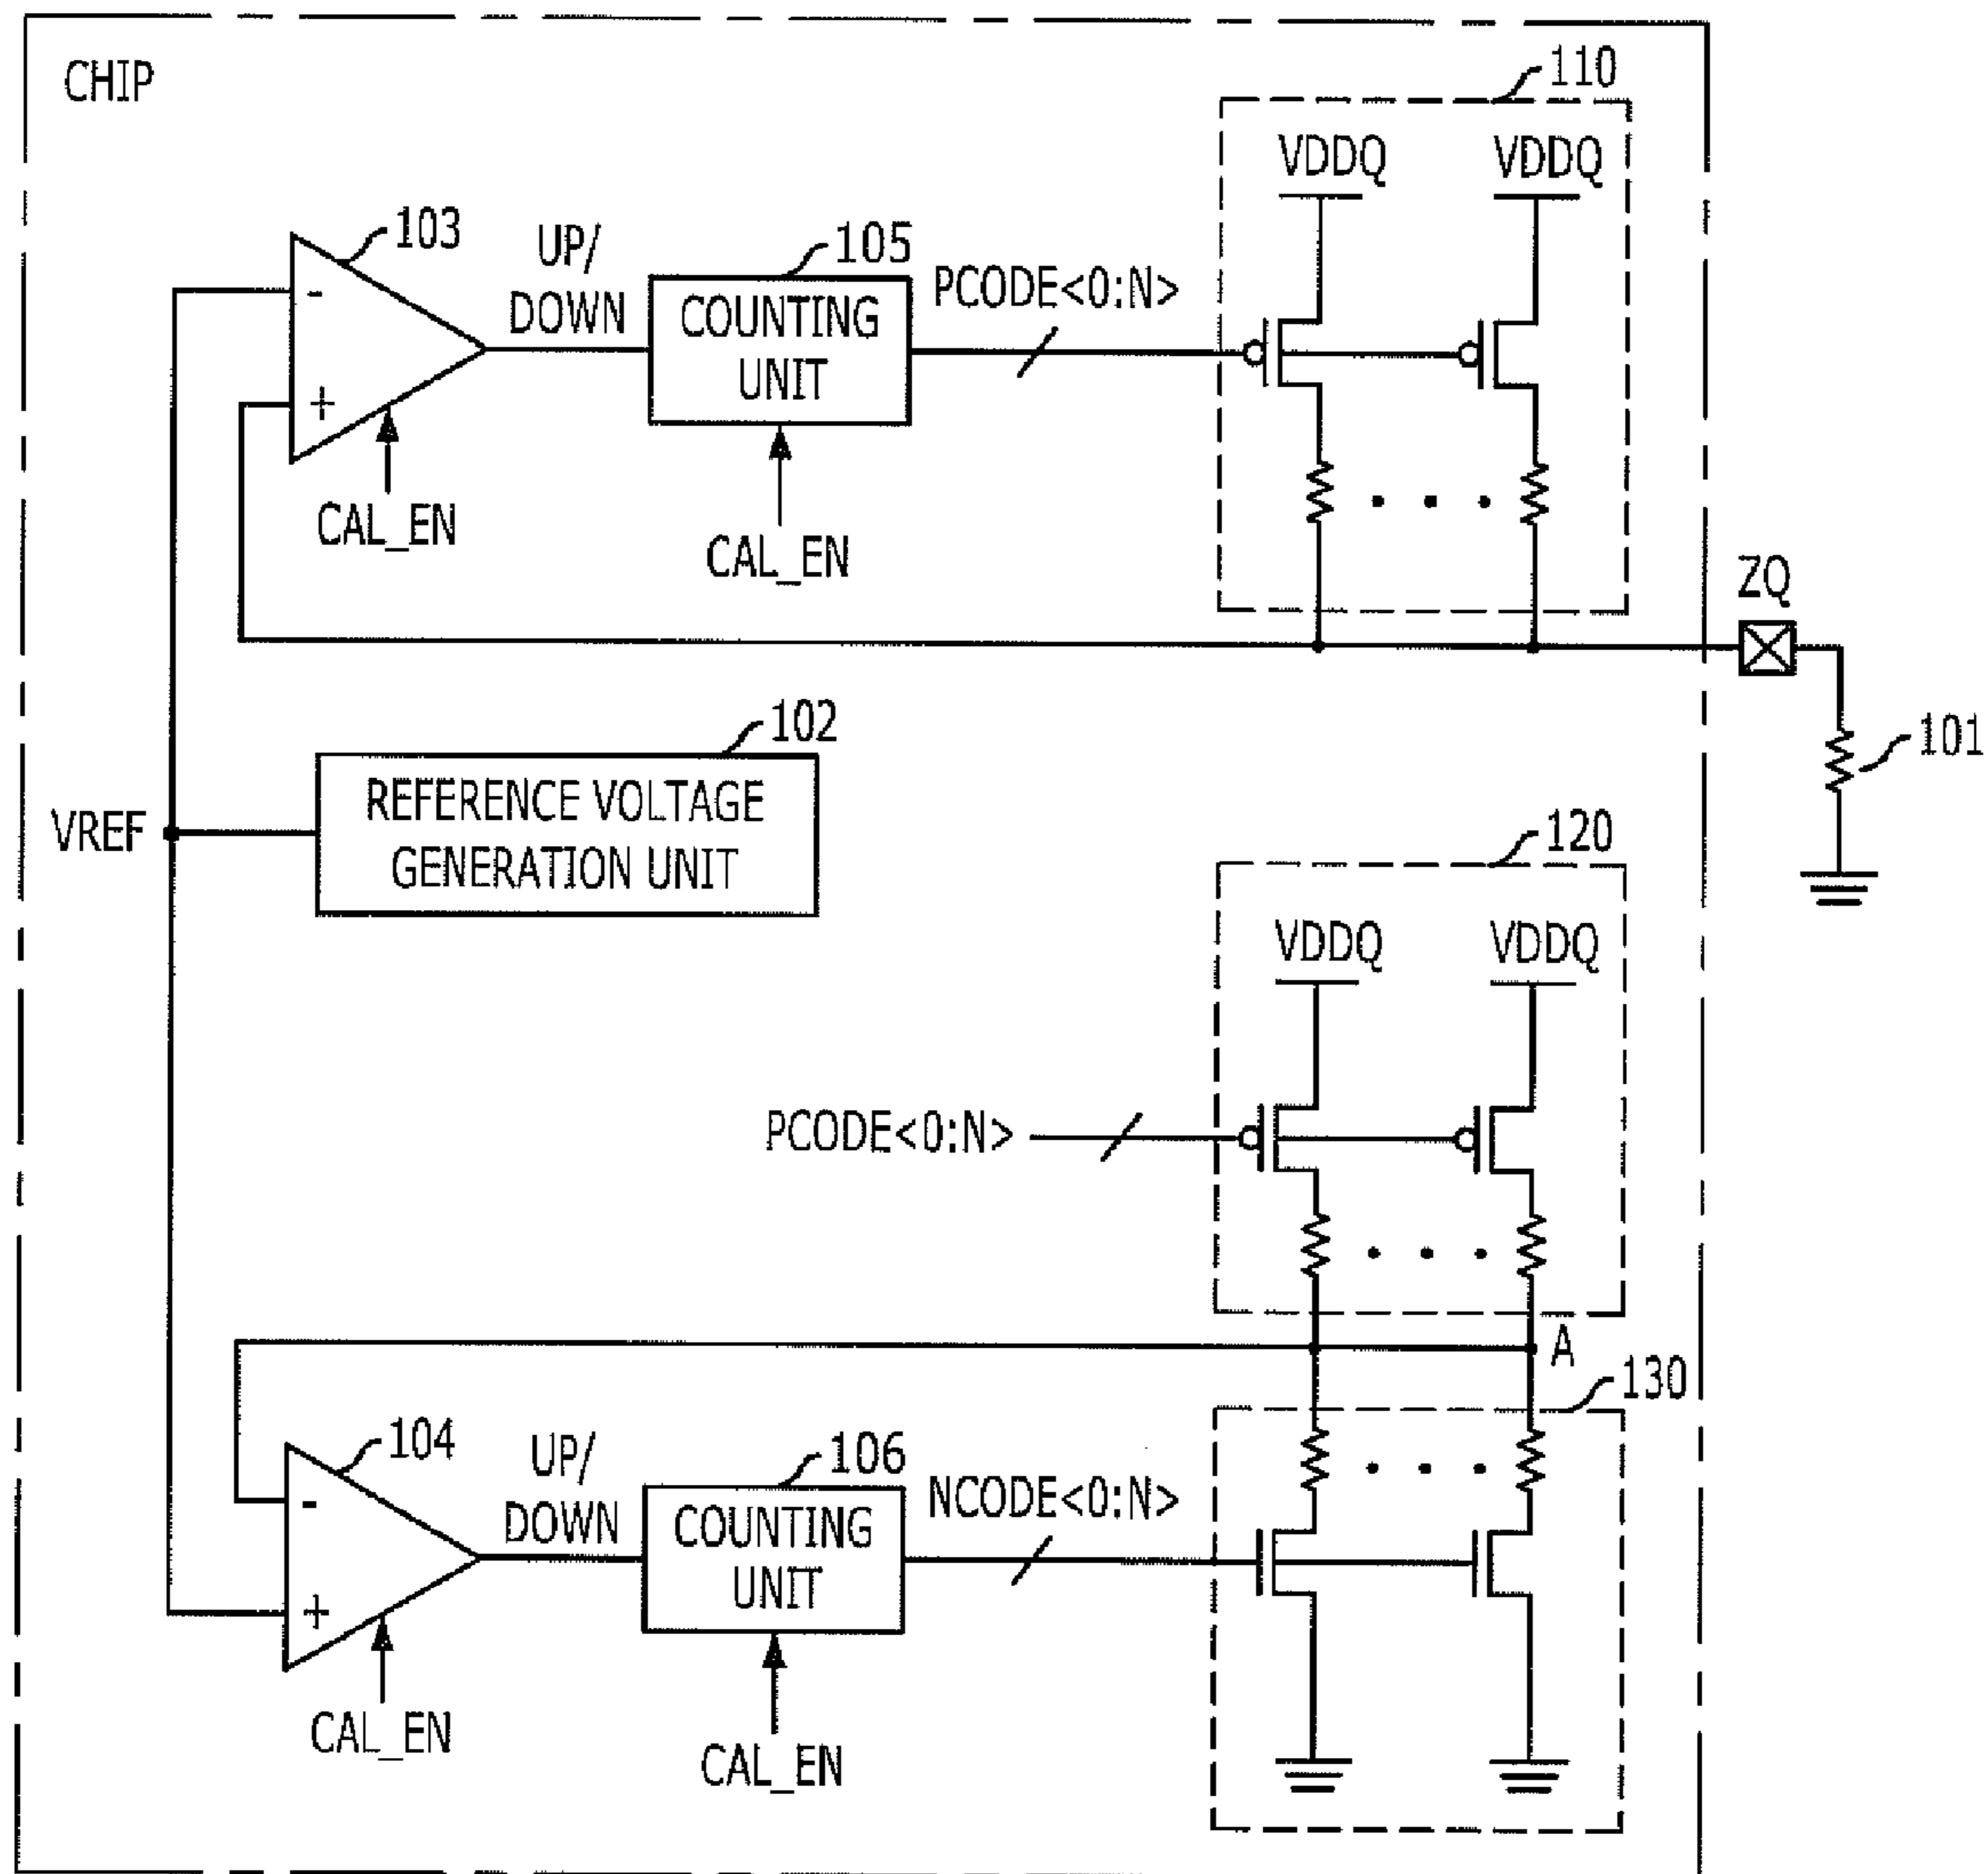 CHIP
110
VDDQ
VDDQ
103
UP/
DOWN
105
COUNTING
UNIT
PCODE<0:N>
-
+
CAL_EN
CAL_EN
ZQ
101
102
REFERENCE VOLTAGE
GENERATION UNIT
VREF
120
VDDQ
VDDQ
PCODE<0:N>
A
130
104
UP/
DOWN
106
COUNTING
UNIT
NCODE<0:N>
-
+
CAL_EN
CAL_EN